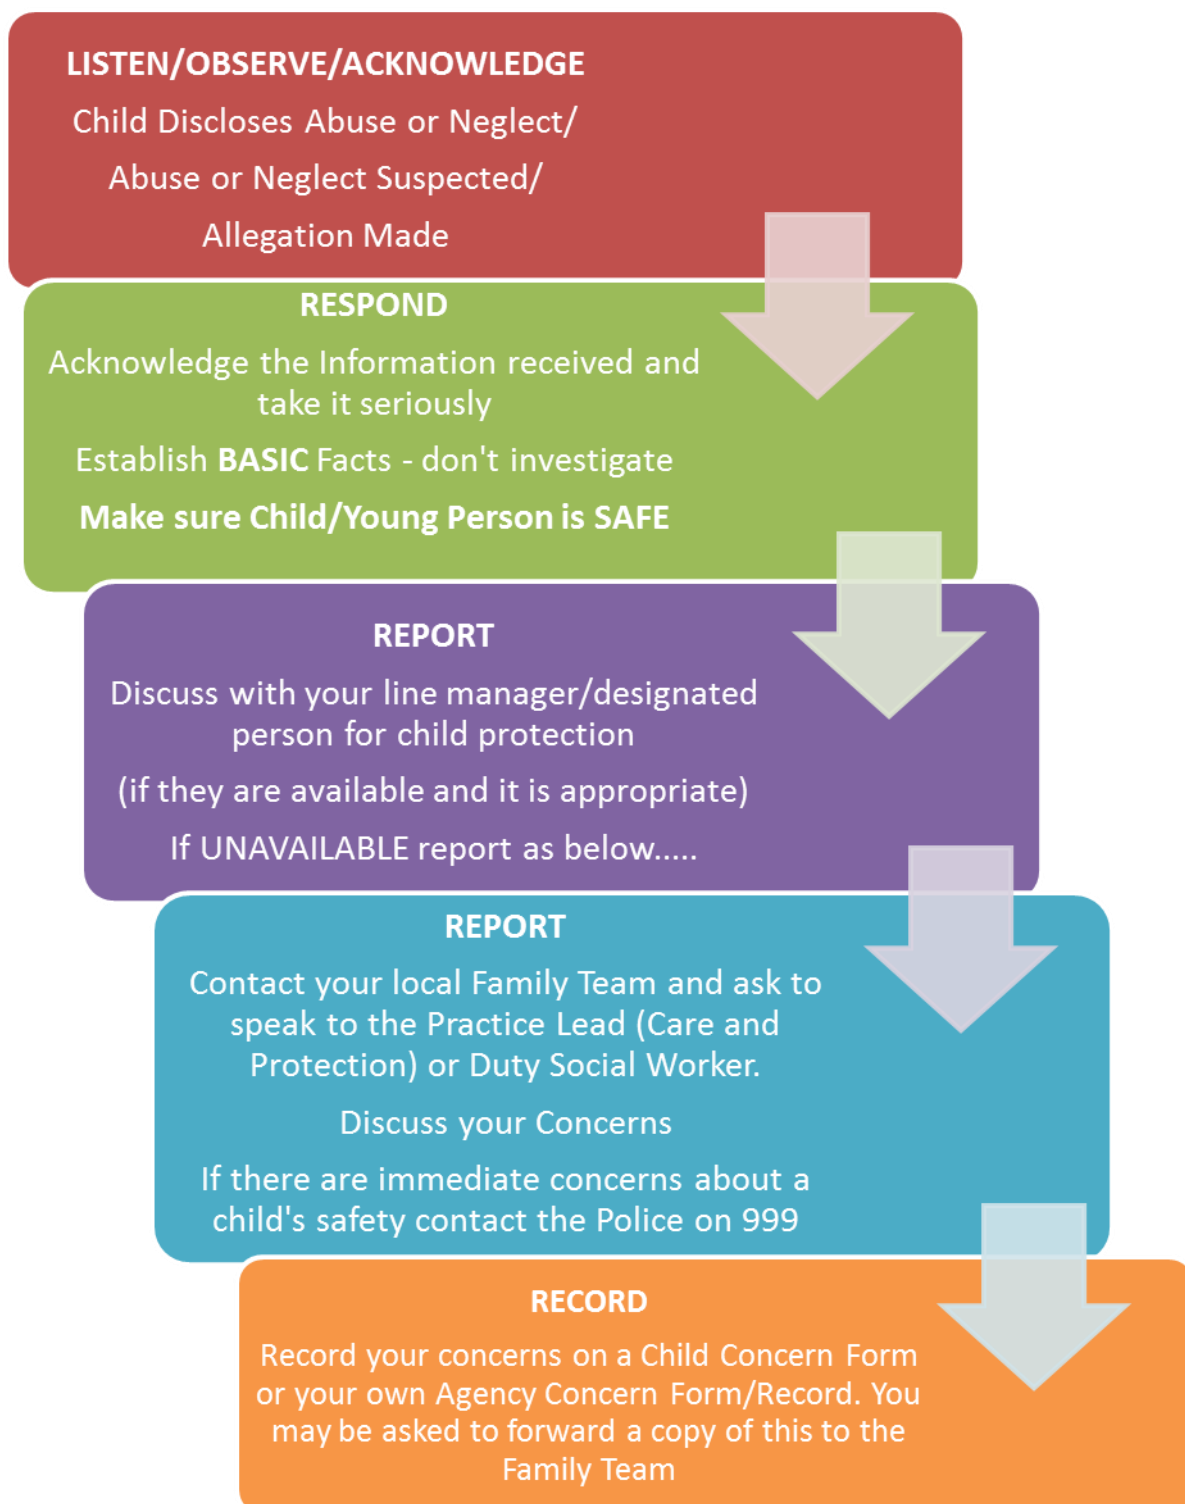 LISTEN/OBSERVE/ACKNOWLEDGE
Child Discloses Abuse or Neglect/
Abuse or Neglect Suspected/
Allegation Made
RESPOND
Acknowledge the Information received and
take it seriously
Establish BASIC Facts - don't investigate
Make sure Child/Young Person is SAFE
REPORT
Discuss with your line manager/designated
person for child protection
(if they are available and it is appropriate)
If UNAVAILABLE report as below.....
REPORT
Contact your local Family Team and ask to
speak to the Practice Lead (Care and
Protection) or Duty Social Worker.
Discuss your Concerns
If there are immediate concerns about a
child's safety contact the Police on 999
RECORD
Record your concerns on a Child Concern Form
or your own Agency Concern Form/Record. You
may be asked to forward a copy of this to the
Family Team